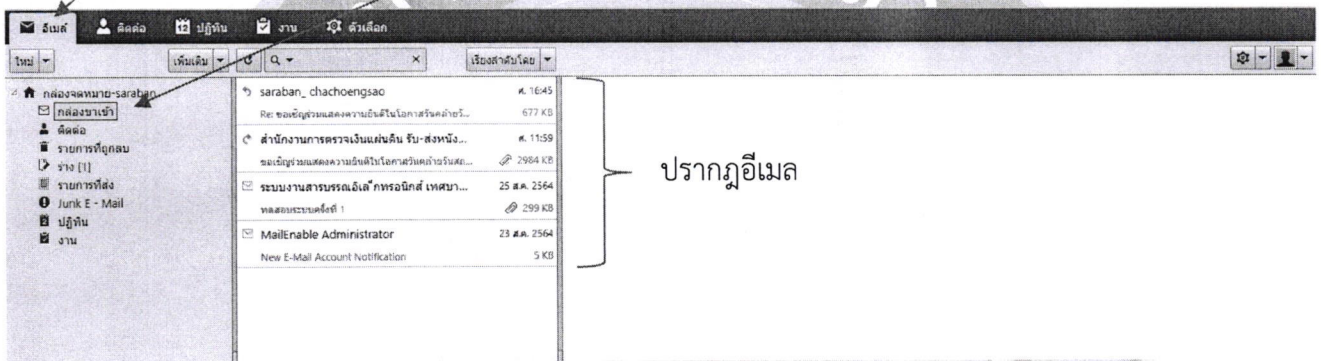 อีเมล์ ติดต่อ 12 ปฏิทิน งาน ตัวเลือก
ใหม่ เพิ่มเติม เรียงลำดับโดย
กล่องจดหมาย-saraban
กล่องขาเข้า
ติดต่อ
รายการที่ถูกลบ
ร่าง [1]
รายการที่ส่ง
Junk E - Mail
ปฏิทิน
งาน
saraban_ chachoengsao ศ. 16:45
Re: ขอเชิญร่วมแสดงความยินดีในโอกาสวันคล้ายวั... 677 KB
สำนักงานการตรวจเงินแผ่นดิน รับ-ส่งหนัง... ศ. 11:59
ขอเชิญร่วมแสดงความยินดีในโอกาสวันคล้ายวันสถ... 2984 KB
ระบบงานสารบรรณอิเล็กทรอนิกส์ เทศบา... 25 ส.ค. 2564
ทดสอบระบบครั้งที่ 1 299 KB
MailEnable Administrator 23 ส.ค. 2564
New E-Mail Account Notification 5 KB
ปรากฎอีเมล